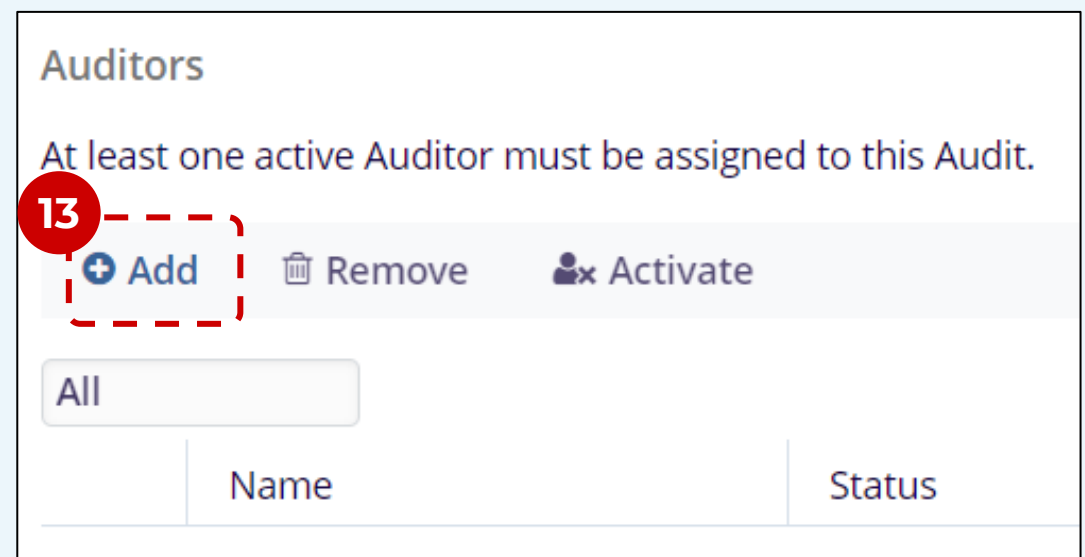 Auditors
At least one active Auditor must be assigned to this Audit.
13
Add Remove Activate
All
Name Status